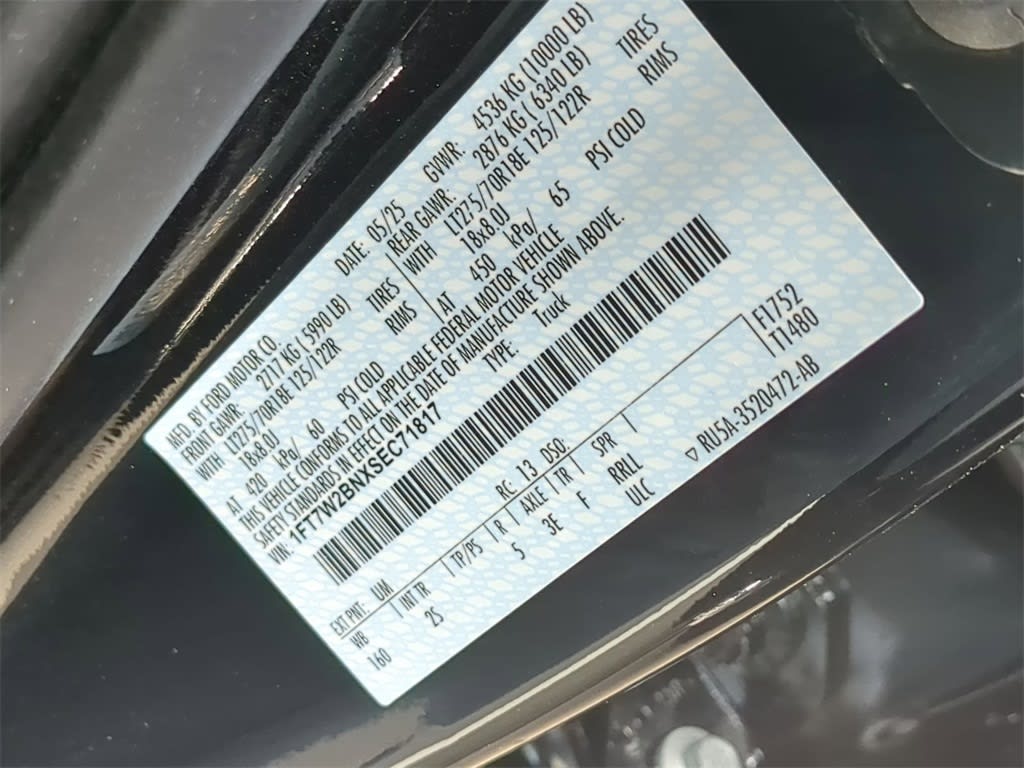 MFD. BY FORD MOTOR CO.
DATE: 05/25 GVWR: 4536 KG (10000 LB)
FRONT GAWR: 2717 KG ( 5990 LB) REAR GAWR: 2876 KG ( 6340 LB)
WITH LT275/70R18E 125/122R TIRES WITH LT275/70R18E 125/122R TIRES
18x8.0J RIMS 18x8.0J RIMS
AT 420 kPa/ 60 PSI COLD AT 450 kPa/ 65 PSI COLD
THIS VEHICLE CONFORMS TO ALL APPLICABLE FEDERAL MOTOR VEHICLE
SAFETY STANDARDS IN EFFECT ON THE DATE OF MANUFACTURE SHOWN ABOVE.
VIN: 1FT7W2BNXSEC71817 TYPE: Truck
F1752
T1480
EXT PNT: UM RC: 13 DSO:
WB INT TR TP/PS R AXLE TR SPR
160 2S 5 3E F RRLL
ULC
RU5A-3520472-AB